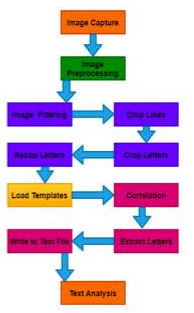 Image Capture
Image
Preprocessing
Image Filtering
Crop Lines
Resize Letters
Crop Letters
Load Templates
Correlation
Write to Text File
Extract Letters
Text Analysis